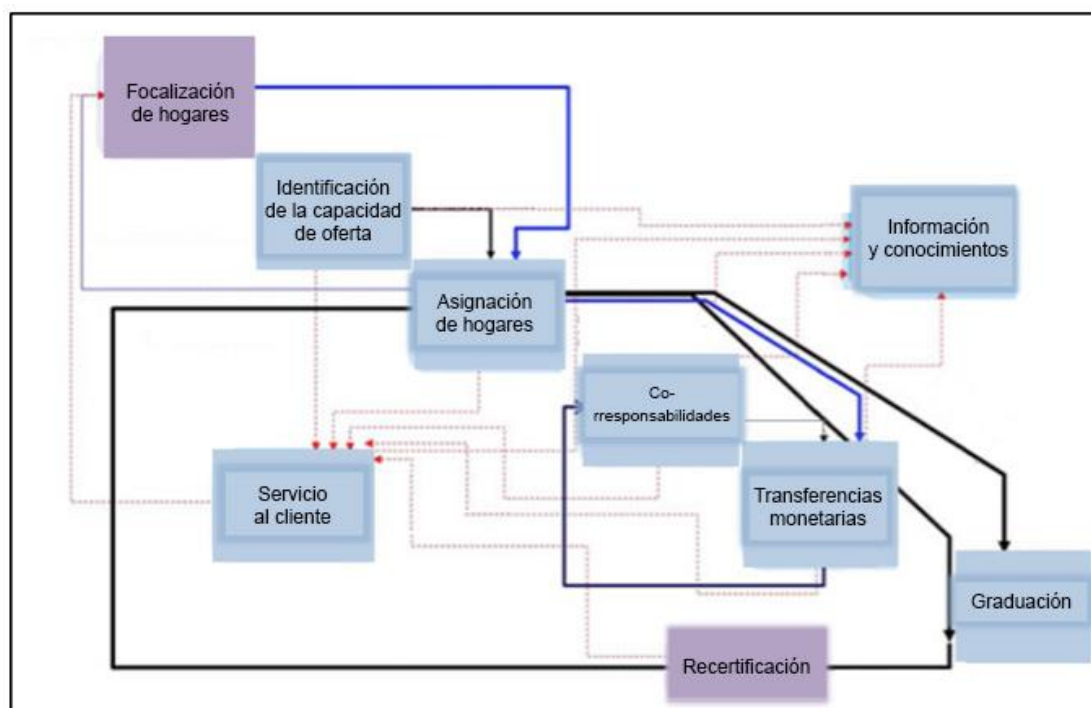 Focalización
de hogares
Identificación
de la capacidad
de oferta
Información
y conocimientos
Asignación
de hogares
Co-
rresponsabilidades
Servicio
al cliente
Transferencias
monetarias
Graduación
Recertificación